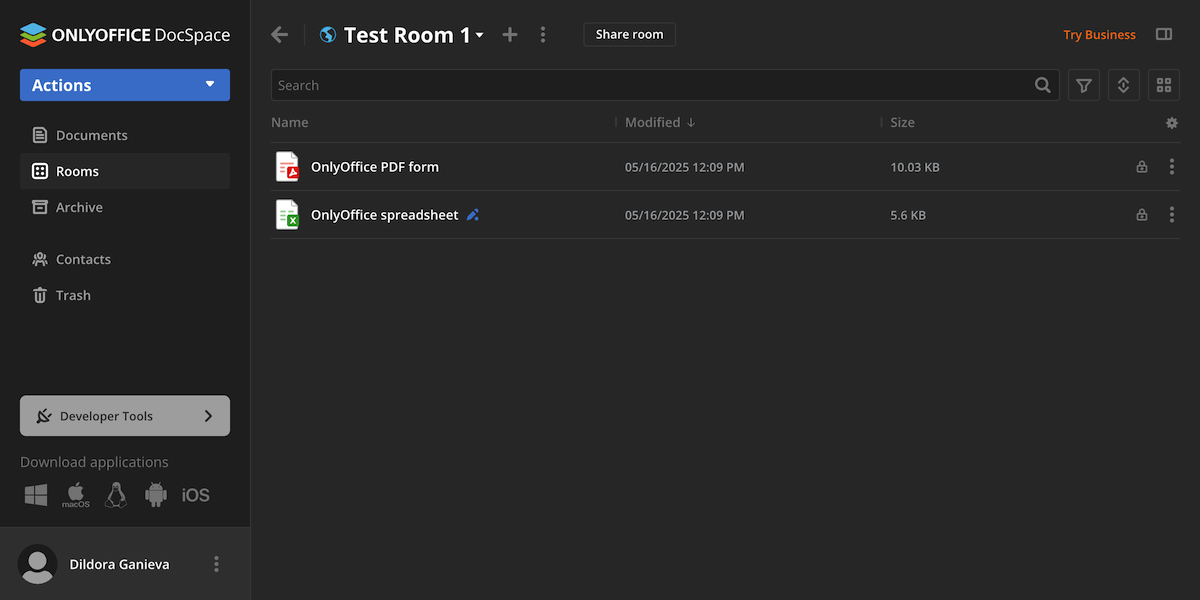 ONLYOFFICE DocSpace
Actions
Documents
Rooms
Archive
Contacts
Trash
Developer Tools
Download applications
macOS
iOS
Dildora Ganieva
Test Room 1
Share room
Try Business
Search
Name Modified Size
OnlyOffice PDF form 05/16/2025 12:09 PM 10.03 KB
OnlyOffice spreadsheet 05/16/2025 12:09 PM 5.6 KB